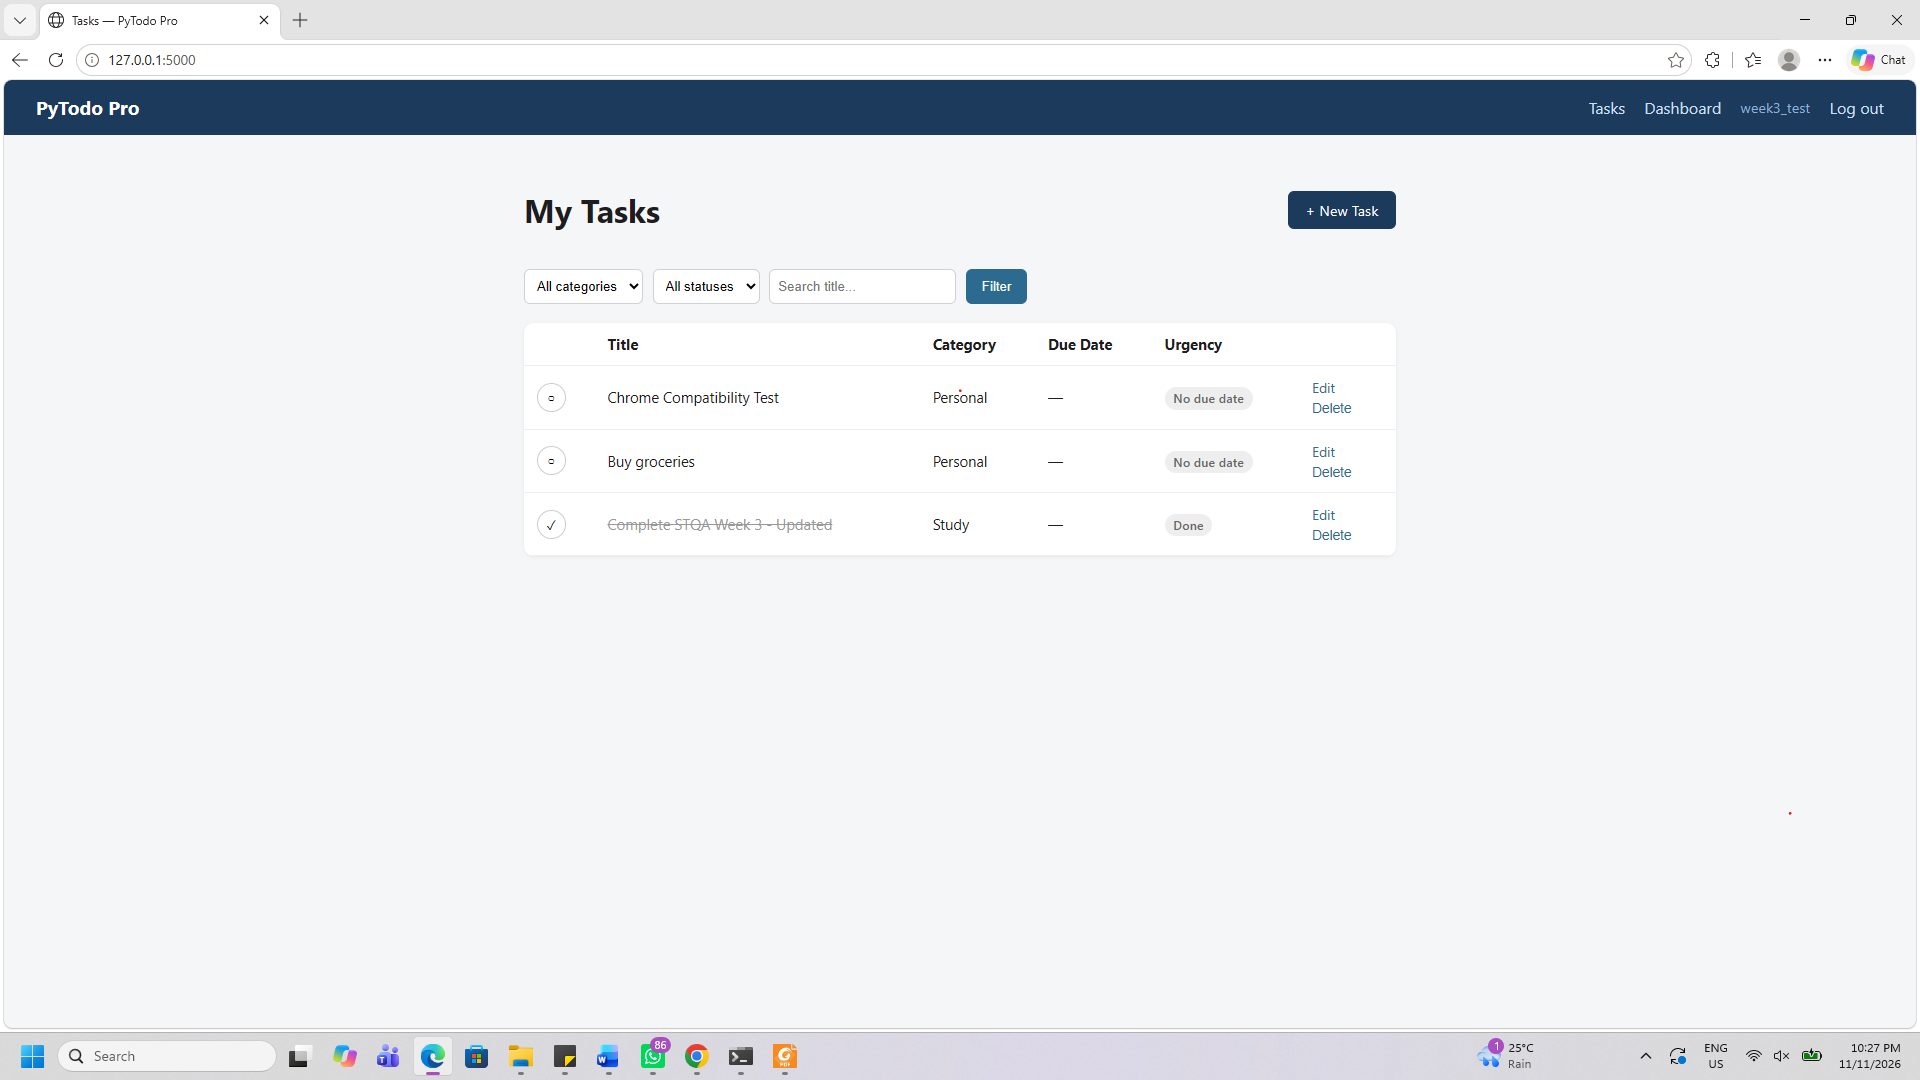 Tasks — PyTodo Pro
127.0.0.1:5000
Chat
PyTodo Pro
Tasks
Dashboard
week3_test
Log out
My Tasks
+ New Task
All categories
All statuses
Search title...
Filter
Title Category Due Date Urgency
Chrome Compatibility Test Personal — No due date Edit
Delete
Buy groceries Personal — No due date Edit
Delete
✓ Complete STQA Week 3 - Updated Study — Done Edit
Delete
Search
86
1
25°C
Rain
ENG
US
10:27 PM
11/11/2026